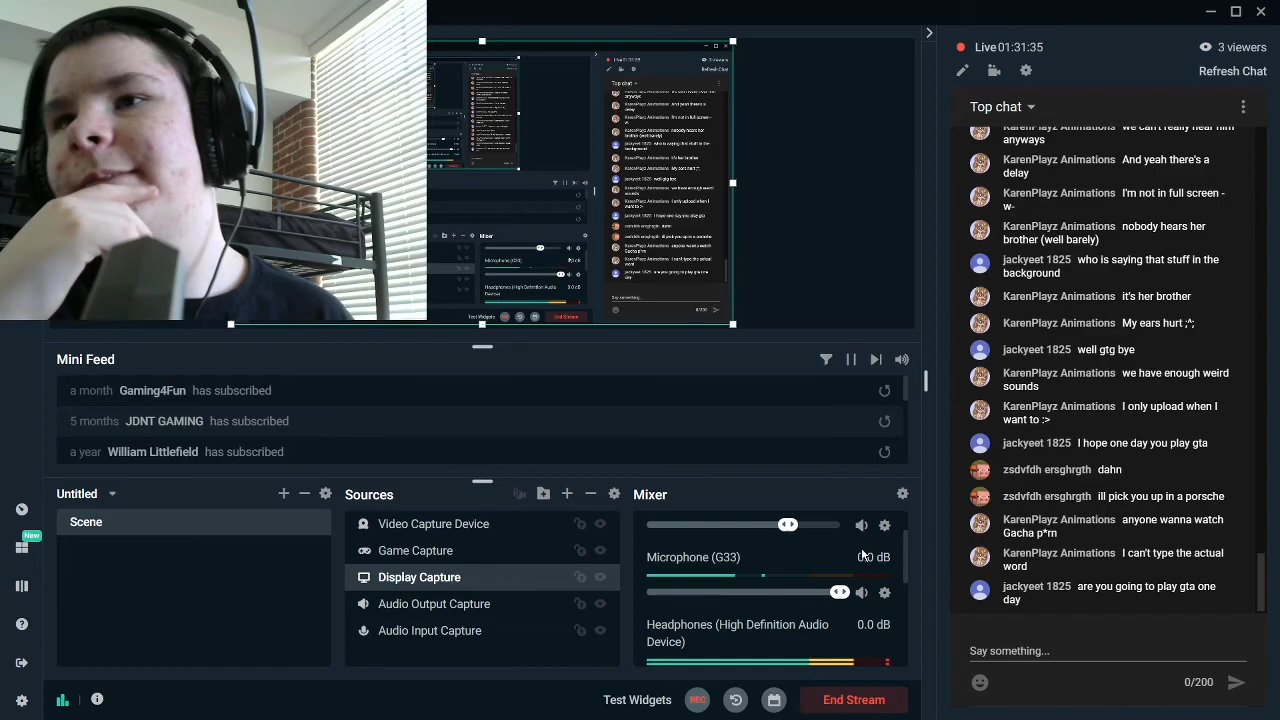 Live 01:31:35
3 viewers
Refresh Chat
Top chat
KarenPlayz Animations we can't really hear him
anyways
KarenPlayz Animations And yeah there's a
delay
KarenPlayz Animations I'm not in full screen -
w-
KarenPlayz Animations nobody hears her
brother (well barely)
jackyeet 1825 who is saying that stuff in the
background
KarenPlayz Animations it's her brother
KarenPlayz Animations My ears hurt ;^;
jackyeet 1825 well gtg bye
KarenPlayz Animations we have enough weird
sounds
KarenPlayz Animations I only upload when I
want to :>
jackyeet 1825 I hope one day you play gta
zsdvfdh ersghrgth dahn
zsdvfdh ersghrgth ill pick you up in a porsche
KarenPlayz Animations anyone wanna watch
Gacha p*rn
KarenPlayz Animations I can't type the actual
word
jackyeet 1825 are you going to play gta one
day
Say something...
0/200
Mini Feed
a month Gaming4Fun has subscribed
5 months JDNT GAMING has subscribed
a year William Littlefield has subscribed
New
Untitled
Scene
Sources
Video Capture Device
Game Capture
Display Capture
Audio Output Capture
Audio Input Capture
Mixer
Microphone (G33)
Headphones (High Definition Audio
Device)
0.0 dB
Test Widgets
REC
End Stream